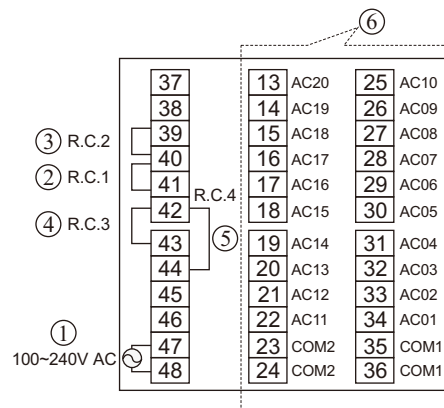 ⑥
37 13 AC20 25 AC10
38 14 AC19 26 AC09
③ R.C.2 39 15 AC18 27 AC08
40 16 AC17 28 AC07
② R.C.1 41 R.C.4 17 AC16 29 AC06
42 18 AC15 30 AC05
④ R.C.3 ⑤
43 19 AC14 31 AC04
44 20 AC13 32 AC03
45 21 AC12 33 AC02
46 22 AC11 34 AC01
①
47 23 COM2 35 COM1
100~240V AC
48 24 COM2 36 COM1